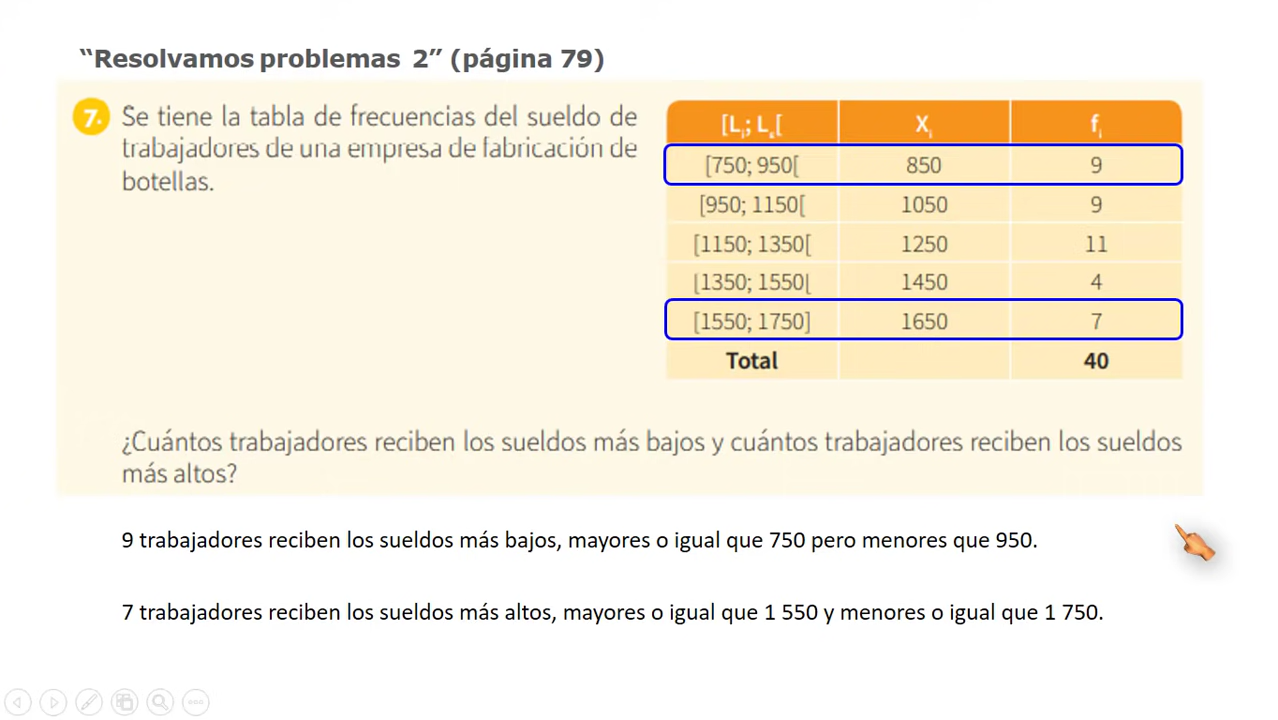 “Resolvamos problemas 2” (página 79)
7. Se tiene la tabla de frecuencias del sueldo de
trabajadores de una empresa de fabricación de
botellas.
[Li; Ls[ Xi fi
[750; 950[ 850 9
[950; 1150[ 1050 9
[1150; 1350[ 1250 11
[1350; 1550[ 1450 4
[1550; 1750] 1650 7
Total 40
¿Cuántos trabajadores reciben los sueldos más bajos y cuántos trabajadores reciben los sueldos
más altos?
9 trabajadores reciben los sueldos más bajos, mayores o igual que 750 pero menores que 950.
7 trabajadores reciben los sueldos más altos, mayores o igual que 1 550 y menores o igual que 1 750.